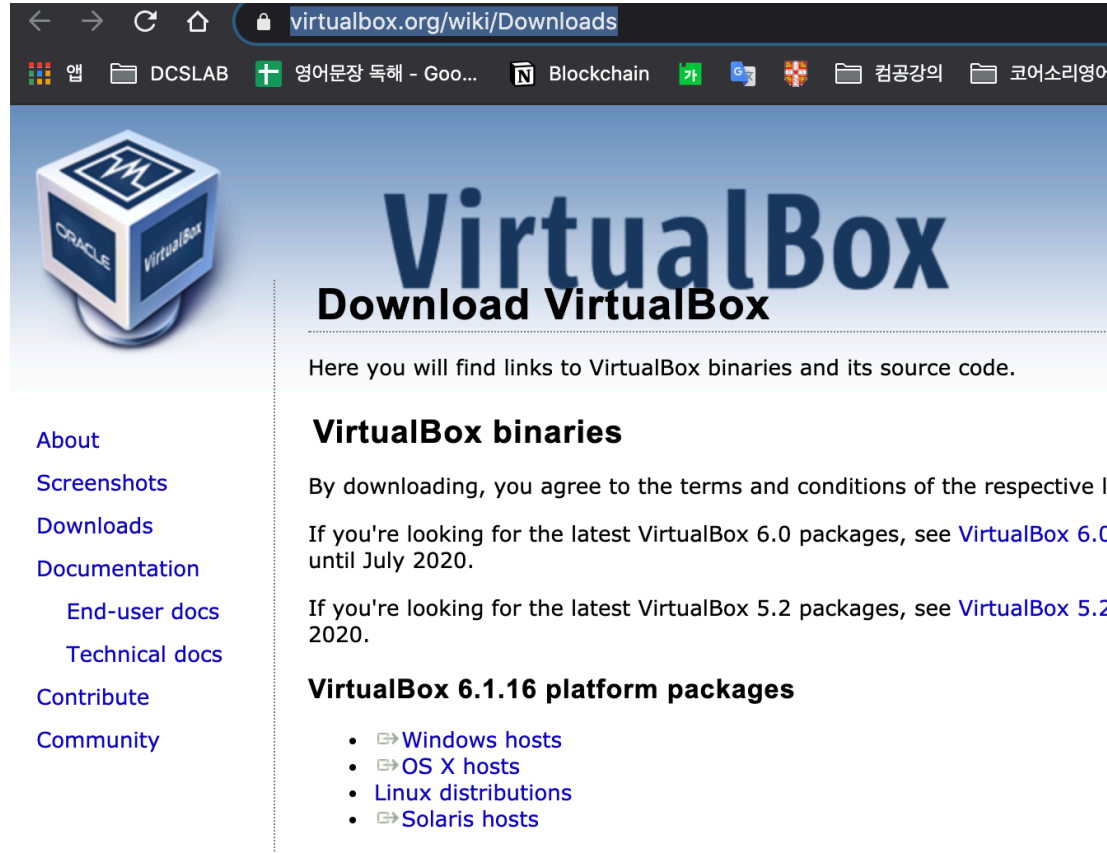 virtualbox.org/wiki/Downloads
앱 DCSLAB 영어문장 독해 - Goo... Blockchain 가 컴공강의 코어소리영어
ORACLE VirtualBox
VirtualBox
Download VirtualBox
Here you will find links to VirtualBox binaries and its source code.
About
Screenshots
Downloads
Documentation
End-user docs
Technical docs
Contribute
Community
VirtualBox binaries
By downloading, you agree to the terms and conditions of the respective l
If you're looking for the latest VirtualBox 6.0 packages, see VirtualBox 6.0
until July 2020.
If you're looking for the latest VirtualBox 5.2 packages, see VirtualBox 5.2
2020.
VirtualBox 6.1.16 platform packages
Windows hosts
OS X hosts
Linux distributions
Solaris hosts